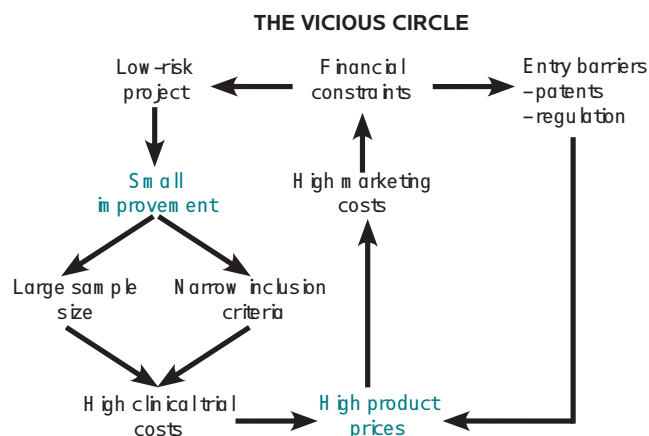 THE VICIOUS CIRCLE
Low-risk
project
Financial
constraints
Entry barriers
-patents
-regulation
Small
improvement
High marketing
costs
Large sample
size
Narrow inclusion
criteria
High clinical trial
costs
High product
prices